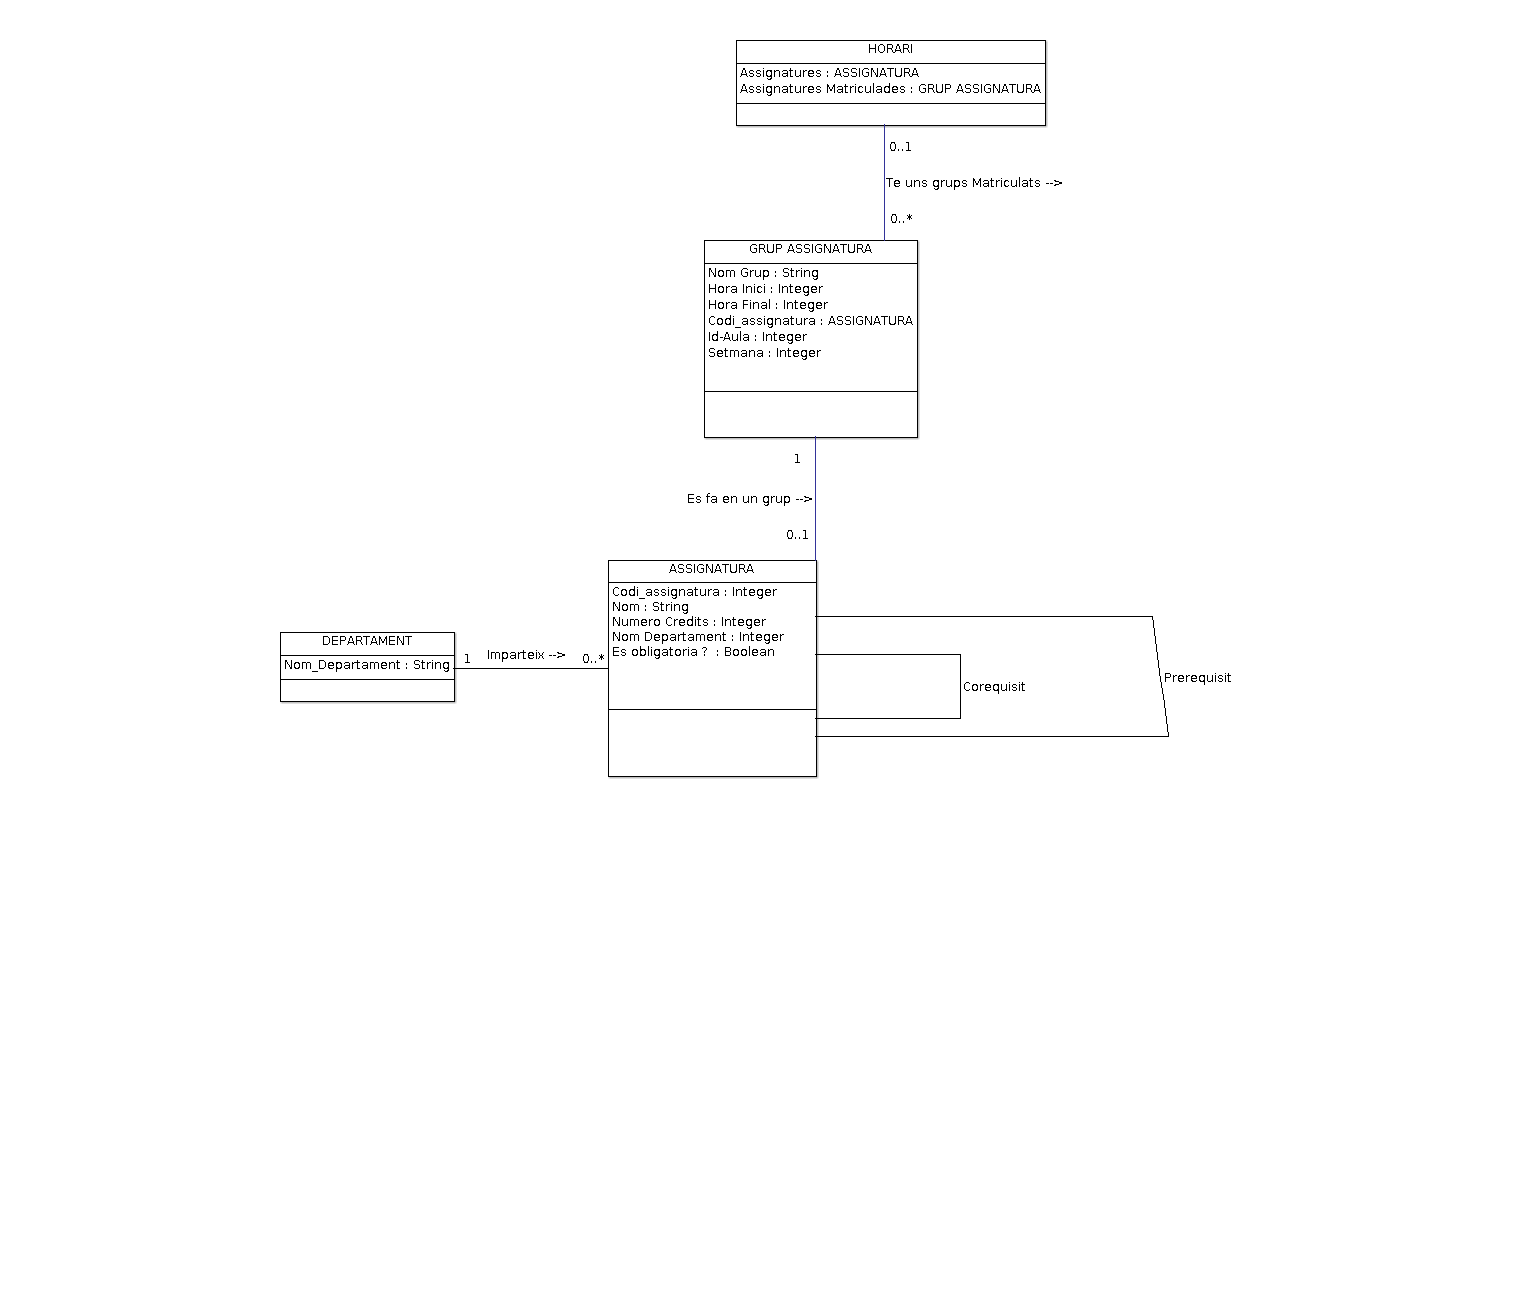 HORARI
Assignatures : ASSIGNATURA
Assignatures Matriculades : GRUP ASSIGNATURA
0..1
Te uns grups Matriculats -->
0..*
GRUP ASSIGNATURA
Nom Grup : String
Hora Inici : Integer
Hora Final : Integer
Codi_assignatura : ASSIGNATURA
Id-Aula : Integer
Setmana : Integer
1
Es fa en un grup -->
0..1
ASSIGNATURA
Codi_assignatura : Integer
Nom : String
Numero Credits : Integer
Nom Departament : Integer
Es obligatoria ?  : Boolean
DEPARTAMENT
Nom_Departament : String
1
Imparteix -->
0..*
Corequisit
Prerequisit